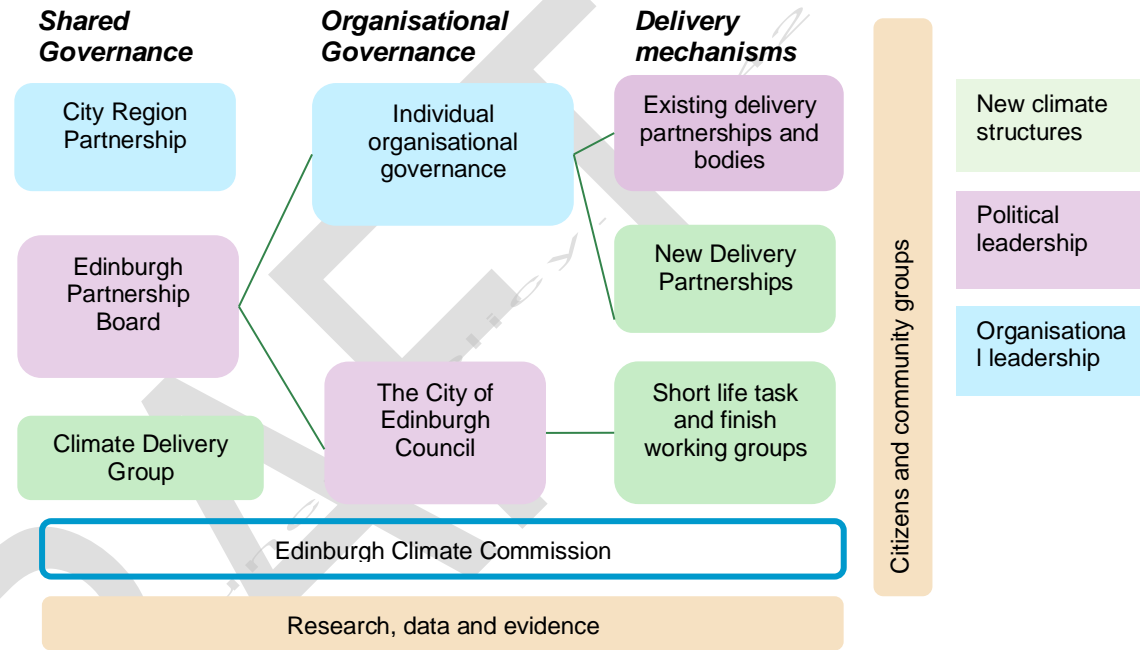 Shared
Governance
Organisational
Governance
Delivery
mechanisms
City Region
Partnership
Individual
organisational
governance
Existing delivery
partnerships and
bodies
New climate
structures
Edinburgh
Partnership
Board
New Delivery
Partnerships
Political
leadership
Climate Delivery
Group
The City of
Edinburgh
Council
Short life task
and finish
working groups
Organisationa
l leadership
Citizens and community groups
Edinburgh Climate Commission
Research, data and evidence